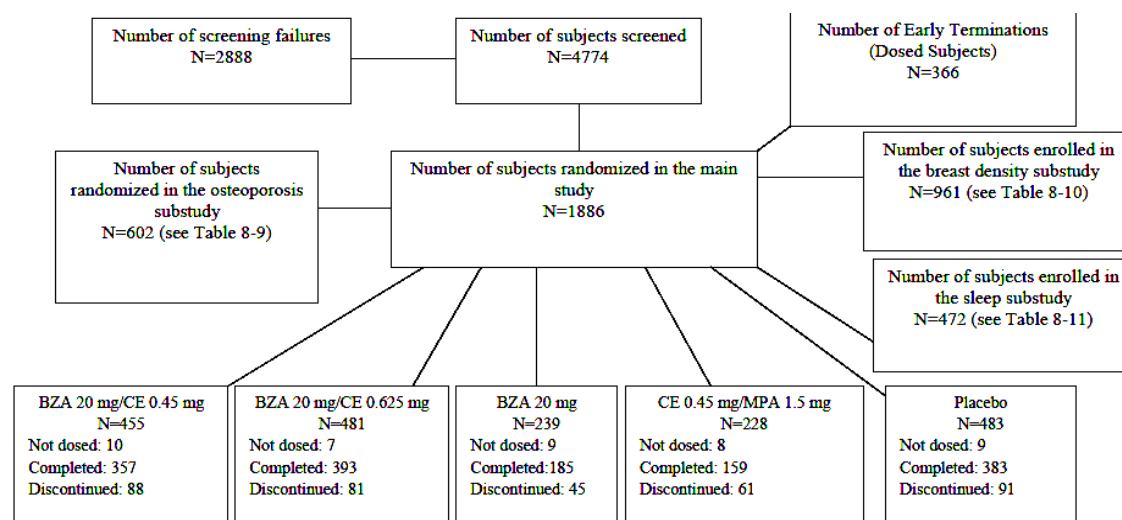 Number of screening failures
N=2888
Number of subjects screened
N=4774
Number of Early Terminations
(Dosed Subjects)
N=366
Number of subjects
randomized in the osteoporosis
substudy
N=602 (see Table 8-9)
Number of subjects randomized in the main
study
N=1886
Number of subjects enrolled in
the breast density substudy
N=961 (see Table 8-10)
Number of subjects enrolled in
the sleep substudy
N=472 (see Table 8-11)
BZA 20 mg/CE 0.45 mg
N=455
Not dosed: 10
Completed: 357
Discontinued: 88
BZA 20 mg/CE 0.625 mg
N=481
Not dosed: 7
Completed: 393
Discontinued: 81
BZA 20 mg
N=239
Not dosed: 9
Completed:185
Discontinued: 45
CE 0.45 mg/MPA 1.5 mg
N=228
Not dosed: 8
Completed: 159
Discontinued: 61
Placebo
N=483
Not dosed: 9
Completed: 383
Discontinued: 91